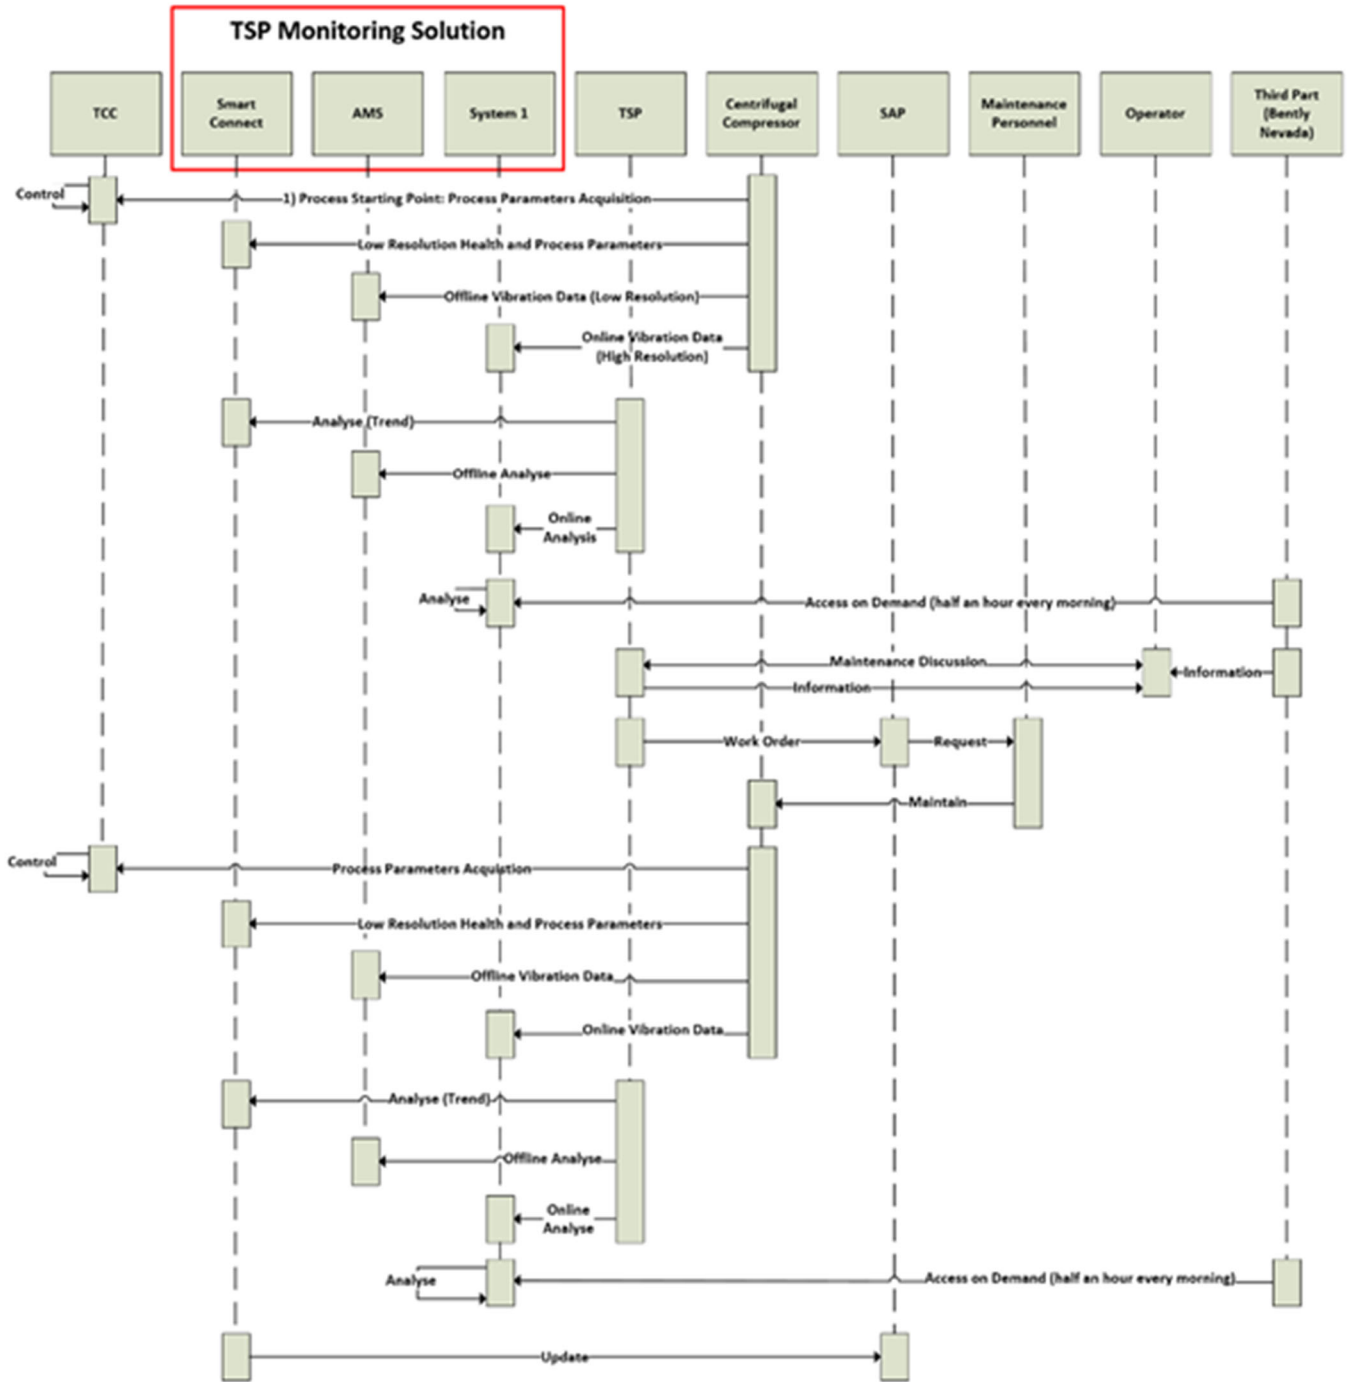 TSP Monitoring Solution
TCC
Smart
Connect
AMS
System 1
TSP
Centrifugal
Compressor
SAP
Maintenance
Personnel
Operator
Third Part
(Bently
Nevada)
Control
1) Process Starting Point: Process Parameters Acquisition
Low Resolution Health and Process Parameters
Offline Vibration Data (Low Resolution)
Online Vibration Data
(High Resolution)
Analyse (Trend)
Offline Analyse
Online
Analysis
Analyse
Access on Demand (half an hour every morning)
Maintenance Discussion
Information
Information
Work Order
Request
Maintain
Control
Process Parameters Acquistion
Low Resolution Health and Process Parameters
Offline Vibration Data
Online Vibration Data
Analyse (Trend)
Offline Analyse
Online
Analyse
Analyse
Access on Demand (half an hour every morning)
Update